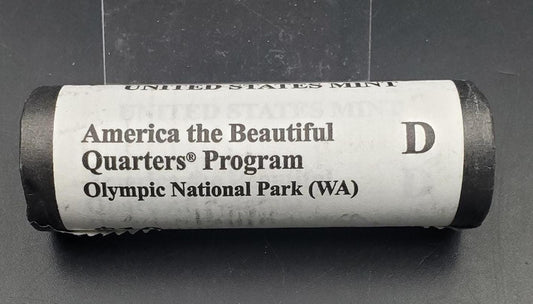 UNITED STATES MINT
America the Beautiful
Quarters® Program
Olympic National Park (WA)
D